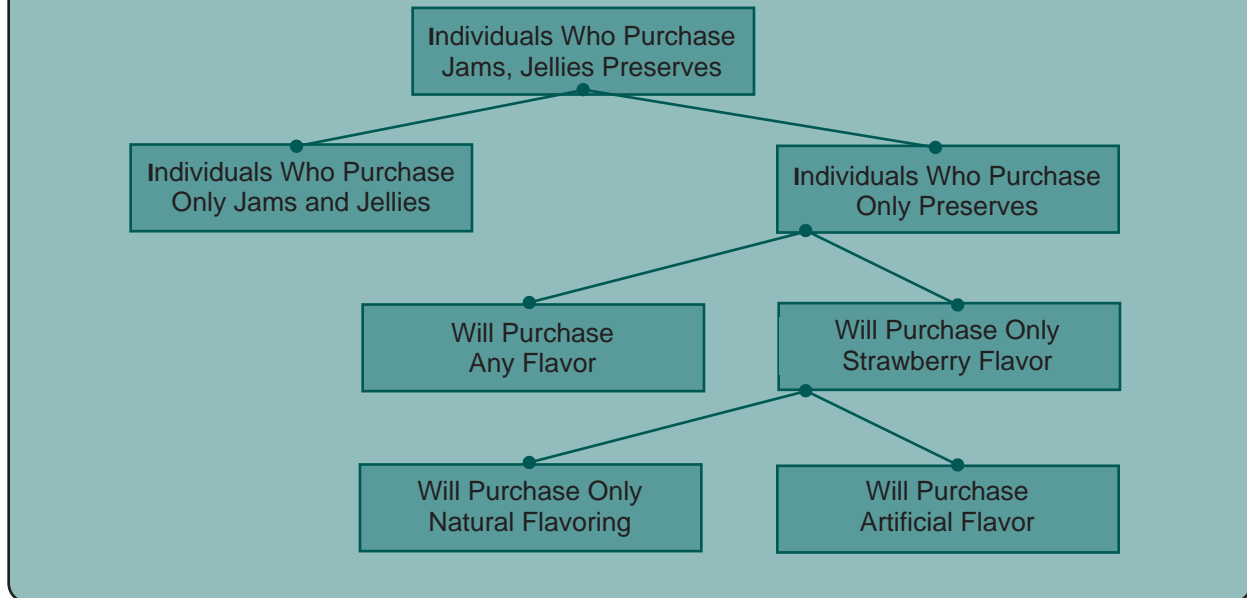 Individuals Who Purchase
Jams, Jellies Preserves
Individuals Who Purchase
Only Jams and Jellies
Individuals Who Purchase
Only Preserves
Will Purchase
Any Flavor
Will Purchase Only
Strawberry Flavor
Will Purchase Only
Natural Flavoring
Will Purchase
Artificial Flavor